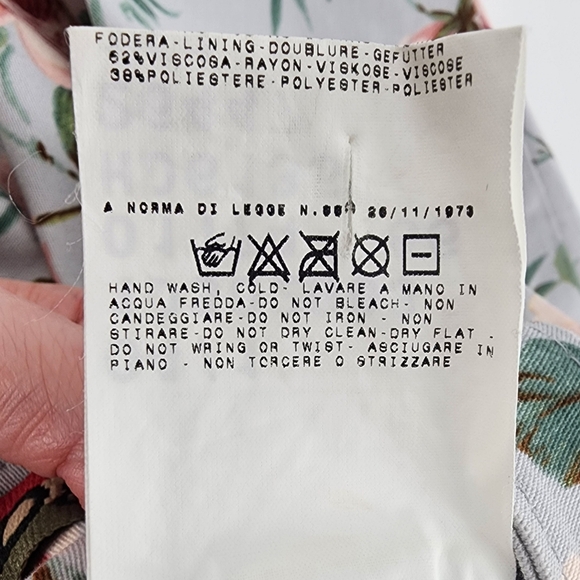 FODERA-LINING-DOUBLURE-GEFUTTER
62%VISCOSA-RAYON-VISKOSE-VISCOSE
38%POLIESTERE-POLYESTER-POLIESTER
A NORMA DI LEGGE N. 26/11/1973
HAND WASH, COLD- LAVARE A MANO IN
ACQUA FREDDA-DO NOT BLEACH- NON
CANDEGGIARE-DO NOT IRON - NON
STIRARE-DO NOT DRY CLEAN-DRY FLAT -
DO NOT WRING OR TWIST- ASCIUGARE IN
PIANO - NON TORCERE O STRIZZARE